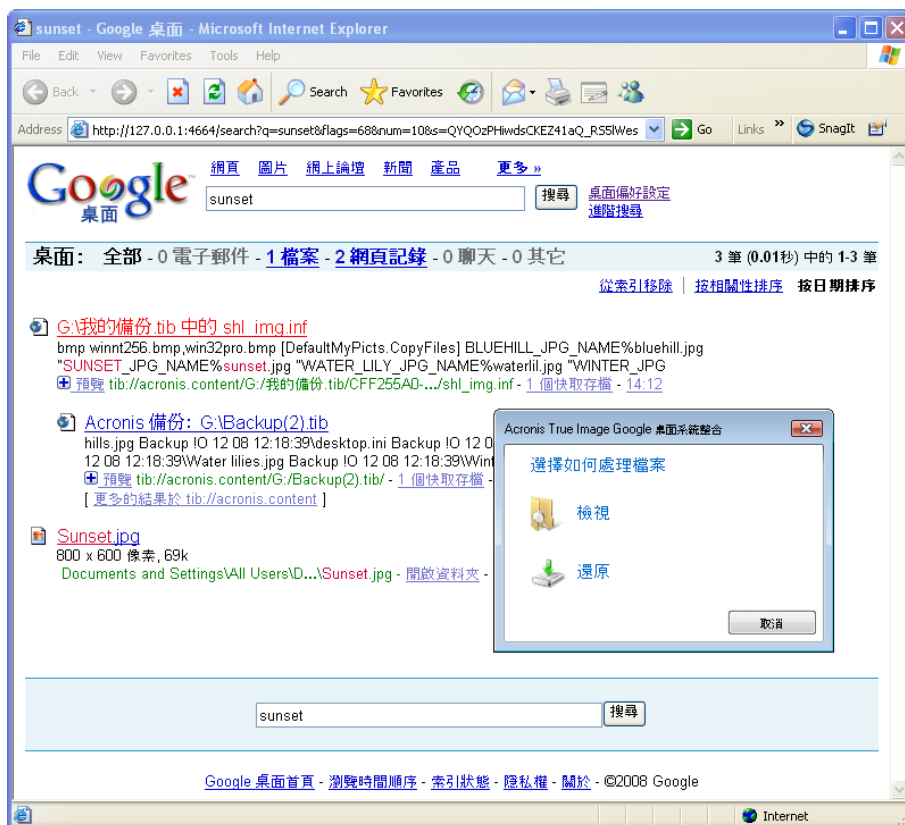 sunset - Google 桌面 - Microsoft Internet Explorer
File Edit View Favorites Tools Help
Back Search Favorites
Address http://127.0.0.1:4664/search?q=sunset&flags=68&num=10&s=QYQOzPHiwdsCKEZ41aQ_RS5lWes Go Links » SnagIt
Google 桌面
網頁 圖片 網上論壇 新聞 產品 更多 »
sunset 搜尋 桌面偏好設定
進階搜尋
桌面: 全部 - 0 電子郵件 - 1 檔案 - 2 網頁記錄 - 0 聊天 - 0 其它 3 筆 (0.01秒) 中的 1-3 筆
從索引移除 | 按相關性排序 按日期排序
G:\我的備份.tib 中的 shl_img.inf
bmp winnt256.bmp,win32pro.bmp [DefaultMyPicts.CopyFiles] BLUEHILL_JPG_NAME%bluehill.jpg
"SUNSET_JPG_NAME%sunset.jpg "WATER_LILY_JPG_NAME%waterlil.jpg "WINTER_JPG
預覽 tib://acronis.content/G:/我的備份.tib/CFF255A0-.../shl_img.inf - 1 個快取存檔 - 14:12
Acronis 備份: G:\Backup(2).tib
hills.jpg Backup !O 12 08 12:18:39\desktop.ini Backup !O 12 0
12 08 12:18:39\Water lilies.jpg Backup !O 12 08 12:18:39\Wint
預覽 tib://acronis.content/G:/Backup(2).tib/ - 1 個快取存檔 -
[ 更多的結果於 tib://acronis.content ]
Sunset.jpg
800 x 600 像素, 69k
Documents and Settings\All Users\D...\Sunset.jpg - 開啟資料夾 -
Acronis True Image Google 桌面系統整合
選擇如何處理檔案
檢視
還原
取消
sunset 搜尋
Google 桌面首頁 - 瀏覽時間順序 - 索引狀態 - 隱私權 - 關於 - ©2008 Google
Internet